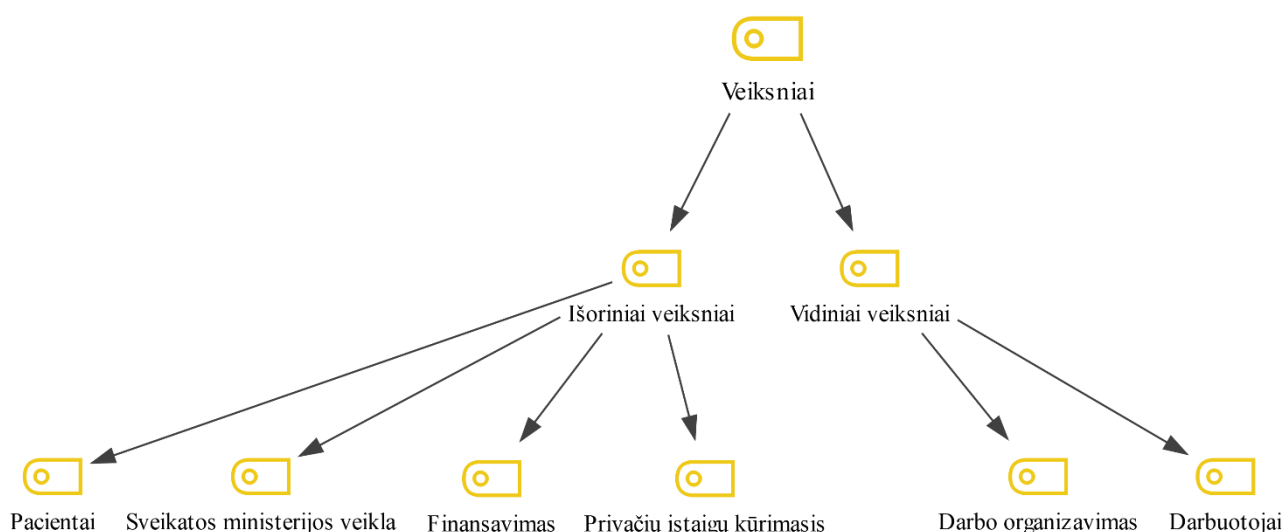 Veiksniai
Išoriniai veiksniai
Vidiniai veiksniai
Pacientai
Sveikatos ministerijos veikla
Finansavimas
Privačių įstaigų kūrimasis
Darbo organizavimas
Darbuotojai